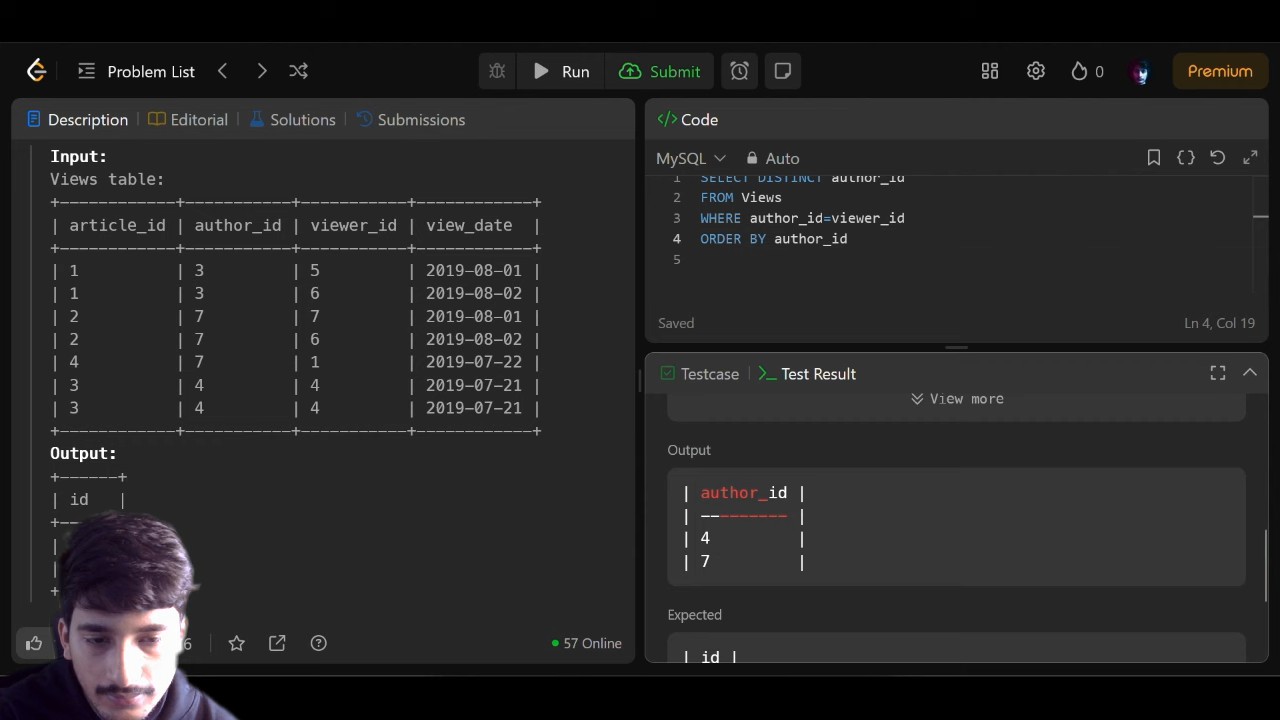 Problem List
Run
Submit
0
Premium
Description
Editorial
Solutions
Submissions
Input:
Views table:
+------------+-----------+-----------+------------+
| article_id | author_id | viewer_id | view_date  |
+------------+-----------+-----------+------------+
| 1          | 3         | 5         | 2019-08-01 |
| 1          | 3         | 6         | 2019-08-02 |
| 2          | 7         | 7         | 2019-08-01 |
| 2          | 7         | 6         | 2019-08-02 |
| 4          | 7         | 1         | 2019-07-22 |
| 3          | 4         | 4         | 2019-07-21 |
| 3          | 4         | 4         | 2019-07-21 |
+------------+-----------+-----------+------------+
Output:
+------+
| id   |
57 Online
Code
MySQL
Auto
1 SELECT DISTINCT author_id
2 FROM Views
3 WHERE author_id=viewer_id
4 ORDER BY author_id
5
Saved
Ln 4, Col 19
Testcase
Test Result
View more
Output
| author_id |
| --------- |
| 4         |
| 7         |
Expected
| id |